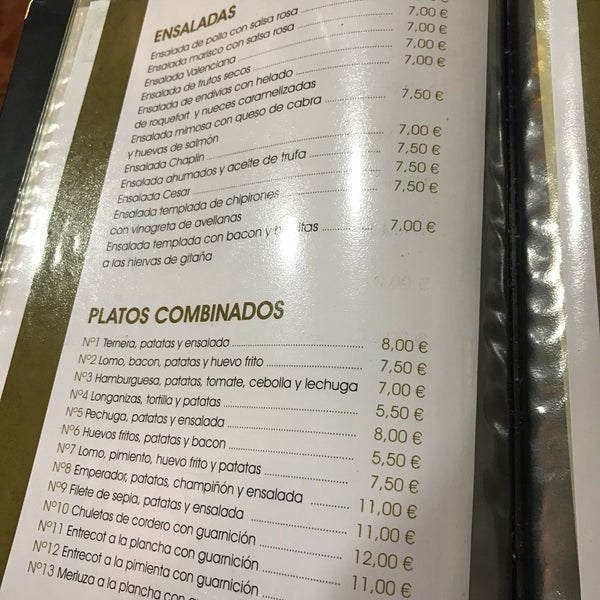 ENSALADAS
Ensalada de pollo con salsa rosa 7,00 €
Ensalada marisco con salsa rosa 7,00 €
Ensalada Valenciana 7,00 €
Ensalada de frutos secos 7,00 €
Ensalada de endivias con helado
de roquefort y nueces caramelizadas 7,50 €
Ensalada mimosa con queso de cabra
y huevas de salmón 7,00 €
Ensalada Chaplin 7,50 €
Ensalada ahumados y aceite de trufa 7,50 €
Ensalada Cesar 7,50 €
Ensalada templada de chipirones
con vinagreta de avellanas 7,00 €
Ensalada templada con bacon y
a las hiervas de gitaña
PLATOS COMBINADOS
Nº1 Ternera, patatas y ensalada 8,00 €
Nº2 Lomo, bacon, patatas y huevo frito 7,50 €
Nº3 Hamburguesa, patatas, tomate, cebolla y lechuga 7,00 €
Nº4 Longanizas, tortilla y patatas 5,50 €
Nº5 Pechuga, patatas y ensalada 8,00 €
Nº6 Huevos fritos, patatas y bacon 5,50 €
Nº7 Lomo, pimiento, huevo frito y patatas 7,50 €
Nº8 Emperador, patatas, champiñón y ensalada 11,00 €
Nº9 Filete de sepia, patatas y ensalada 11,00 €
Nº10 Chuletas de cordero con guarnición 12,00 €
Nº11 Entrecot a la plancha con guarnición 11,00 €
Nº12 Entrecot a la pimienta con guarnición
Nº13 Merluza a la plancha con